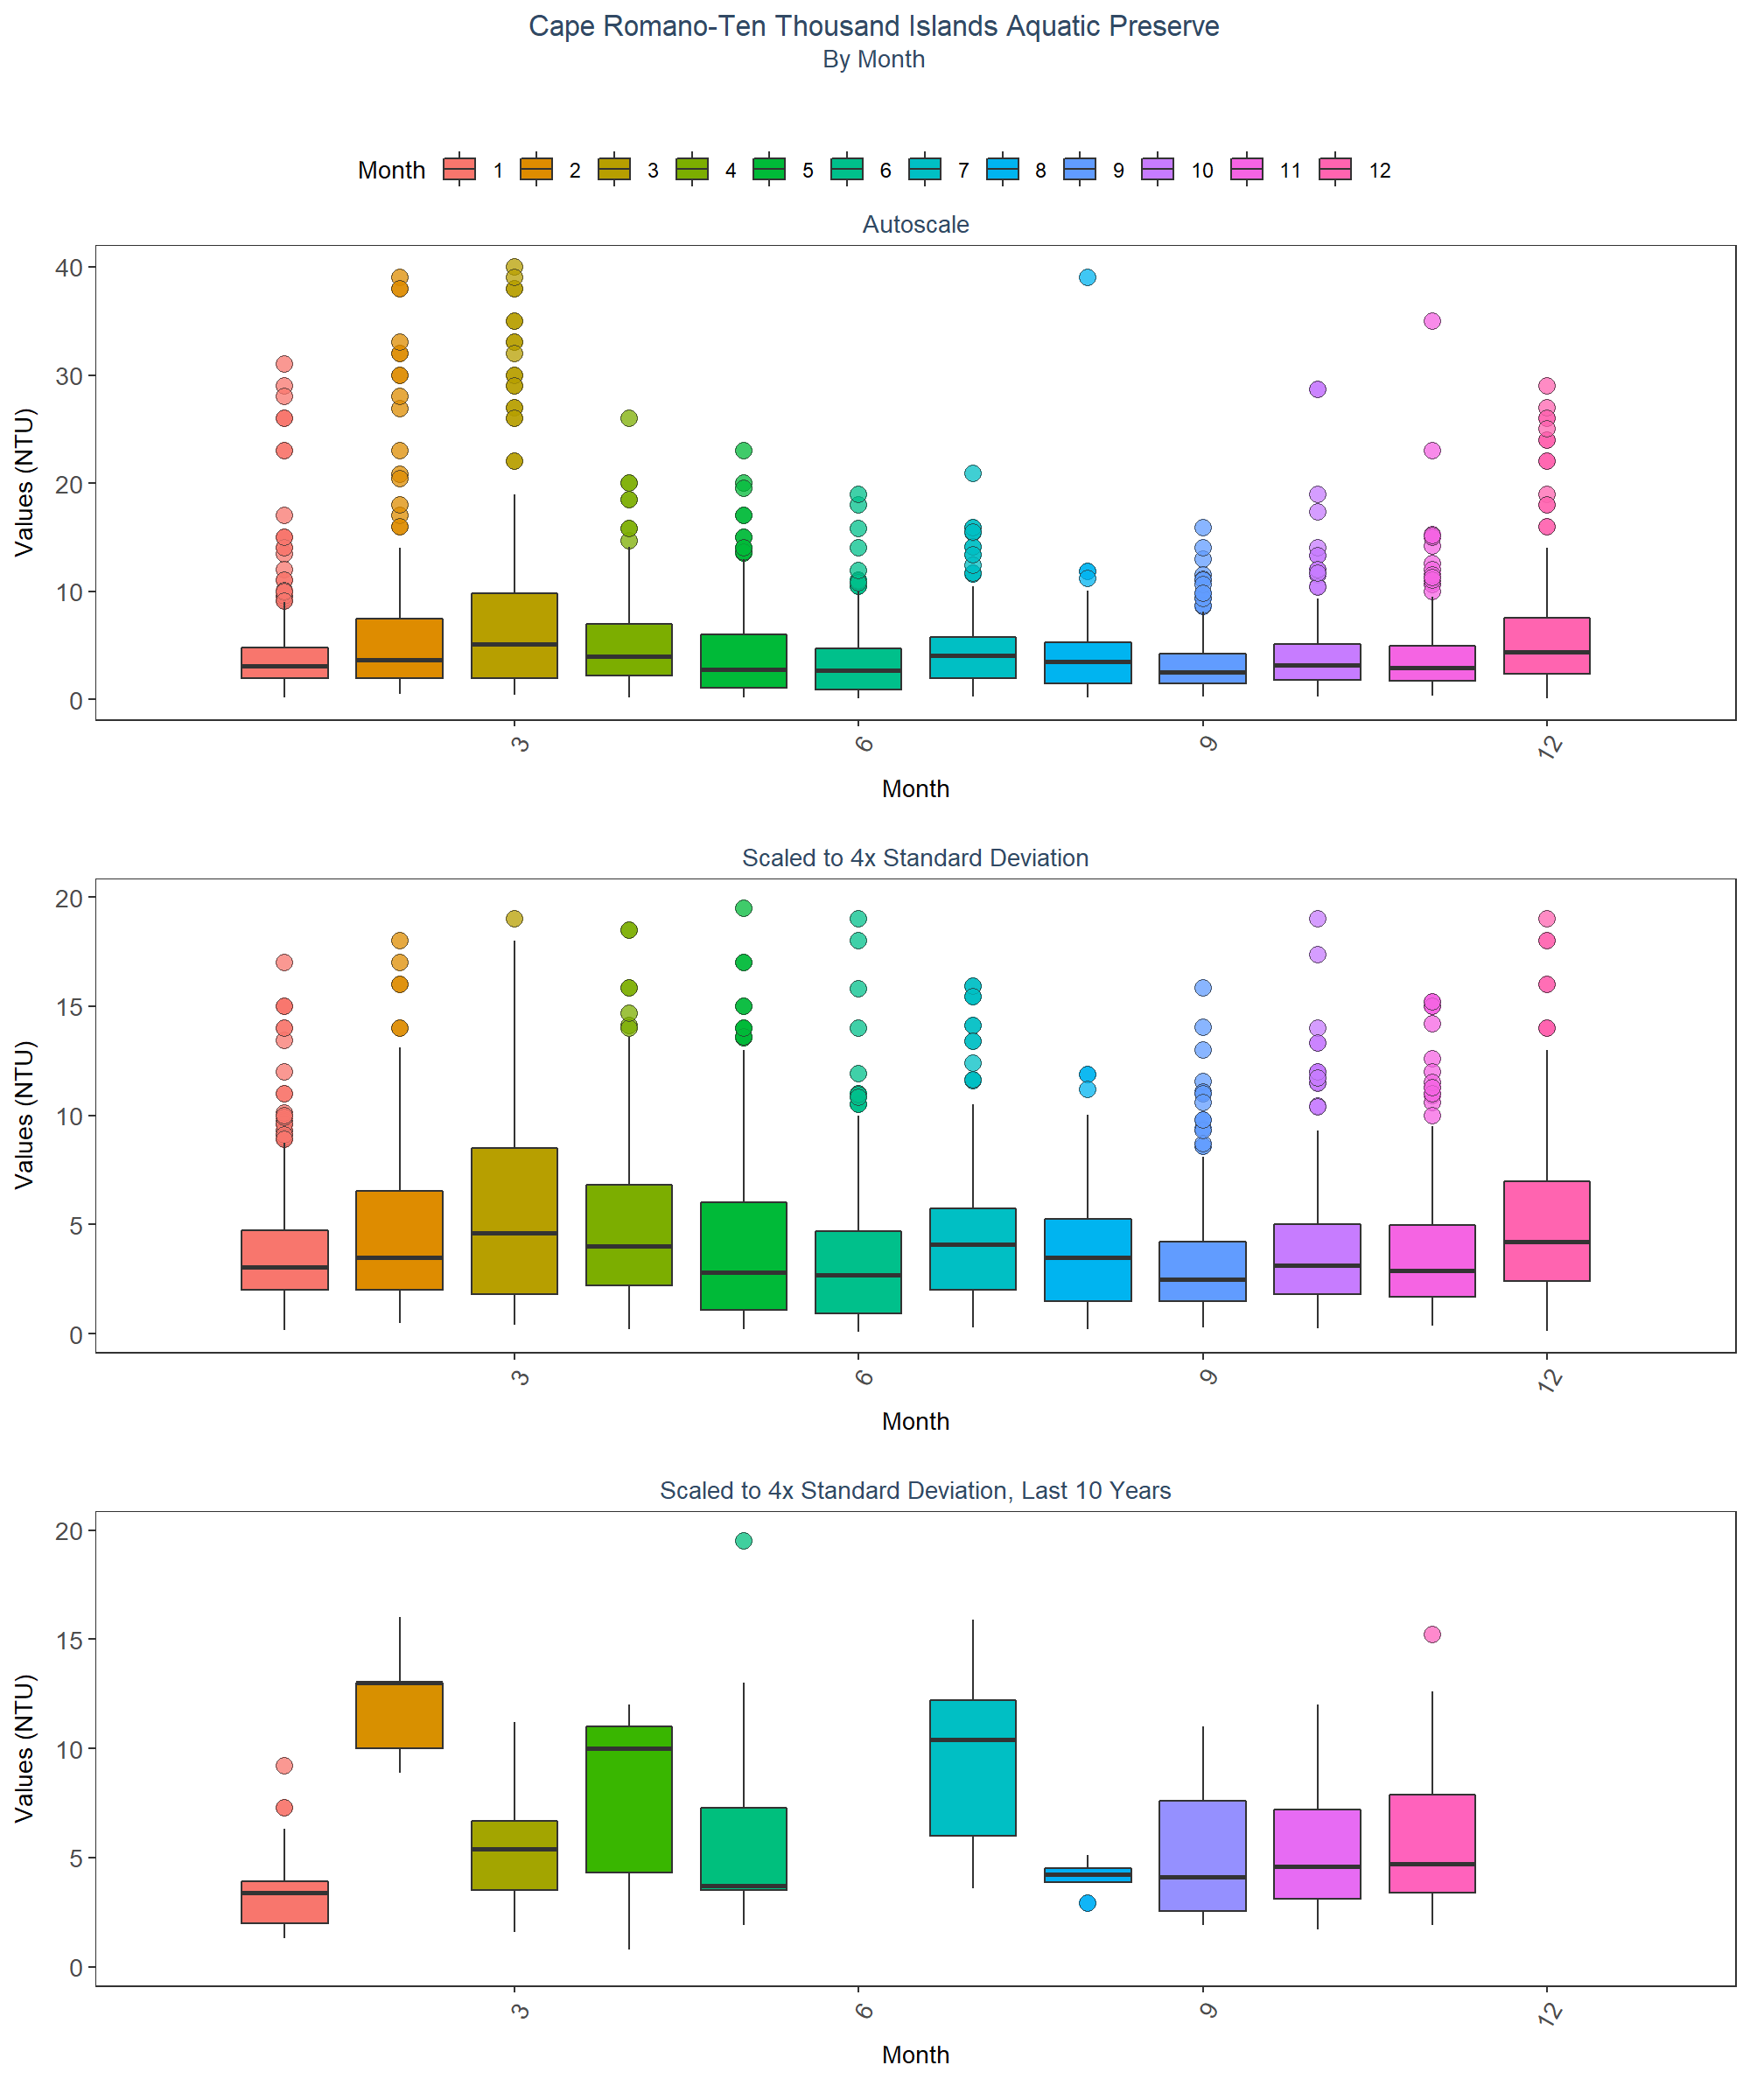 Cape Romano-Ten Thousand Islands Aquatic Preserve
By Month
Month 1 2 3 4 5 6 7 8 9 10 11 12
Autoscale
40
30
20
10
0
Values (NTU)
3 6 9 12
Month
Scaled to 4x Standard Deviation
20
15
10
5
0
Values (NTU)
3 6 9 12
Month
Scaled to 4x Standard Deviation, Last 10 Years
20
15
10
5
0
Values (NTU)
3 6 9 12
Month